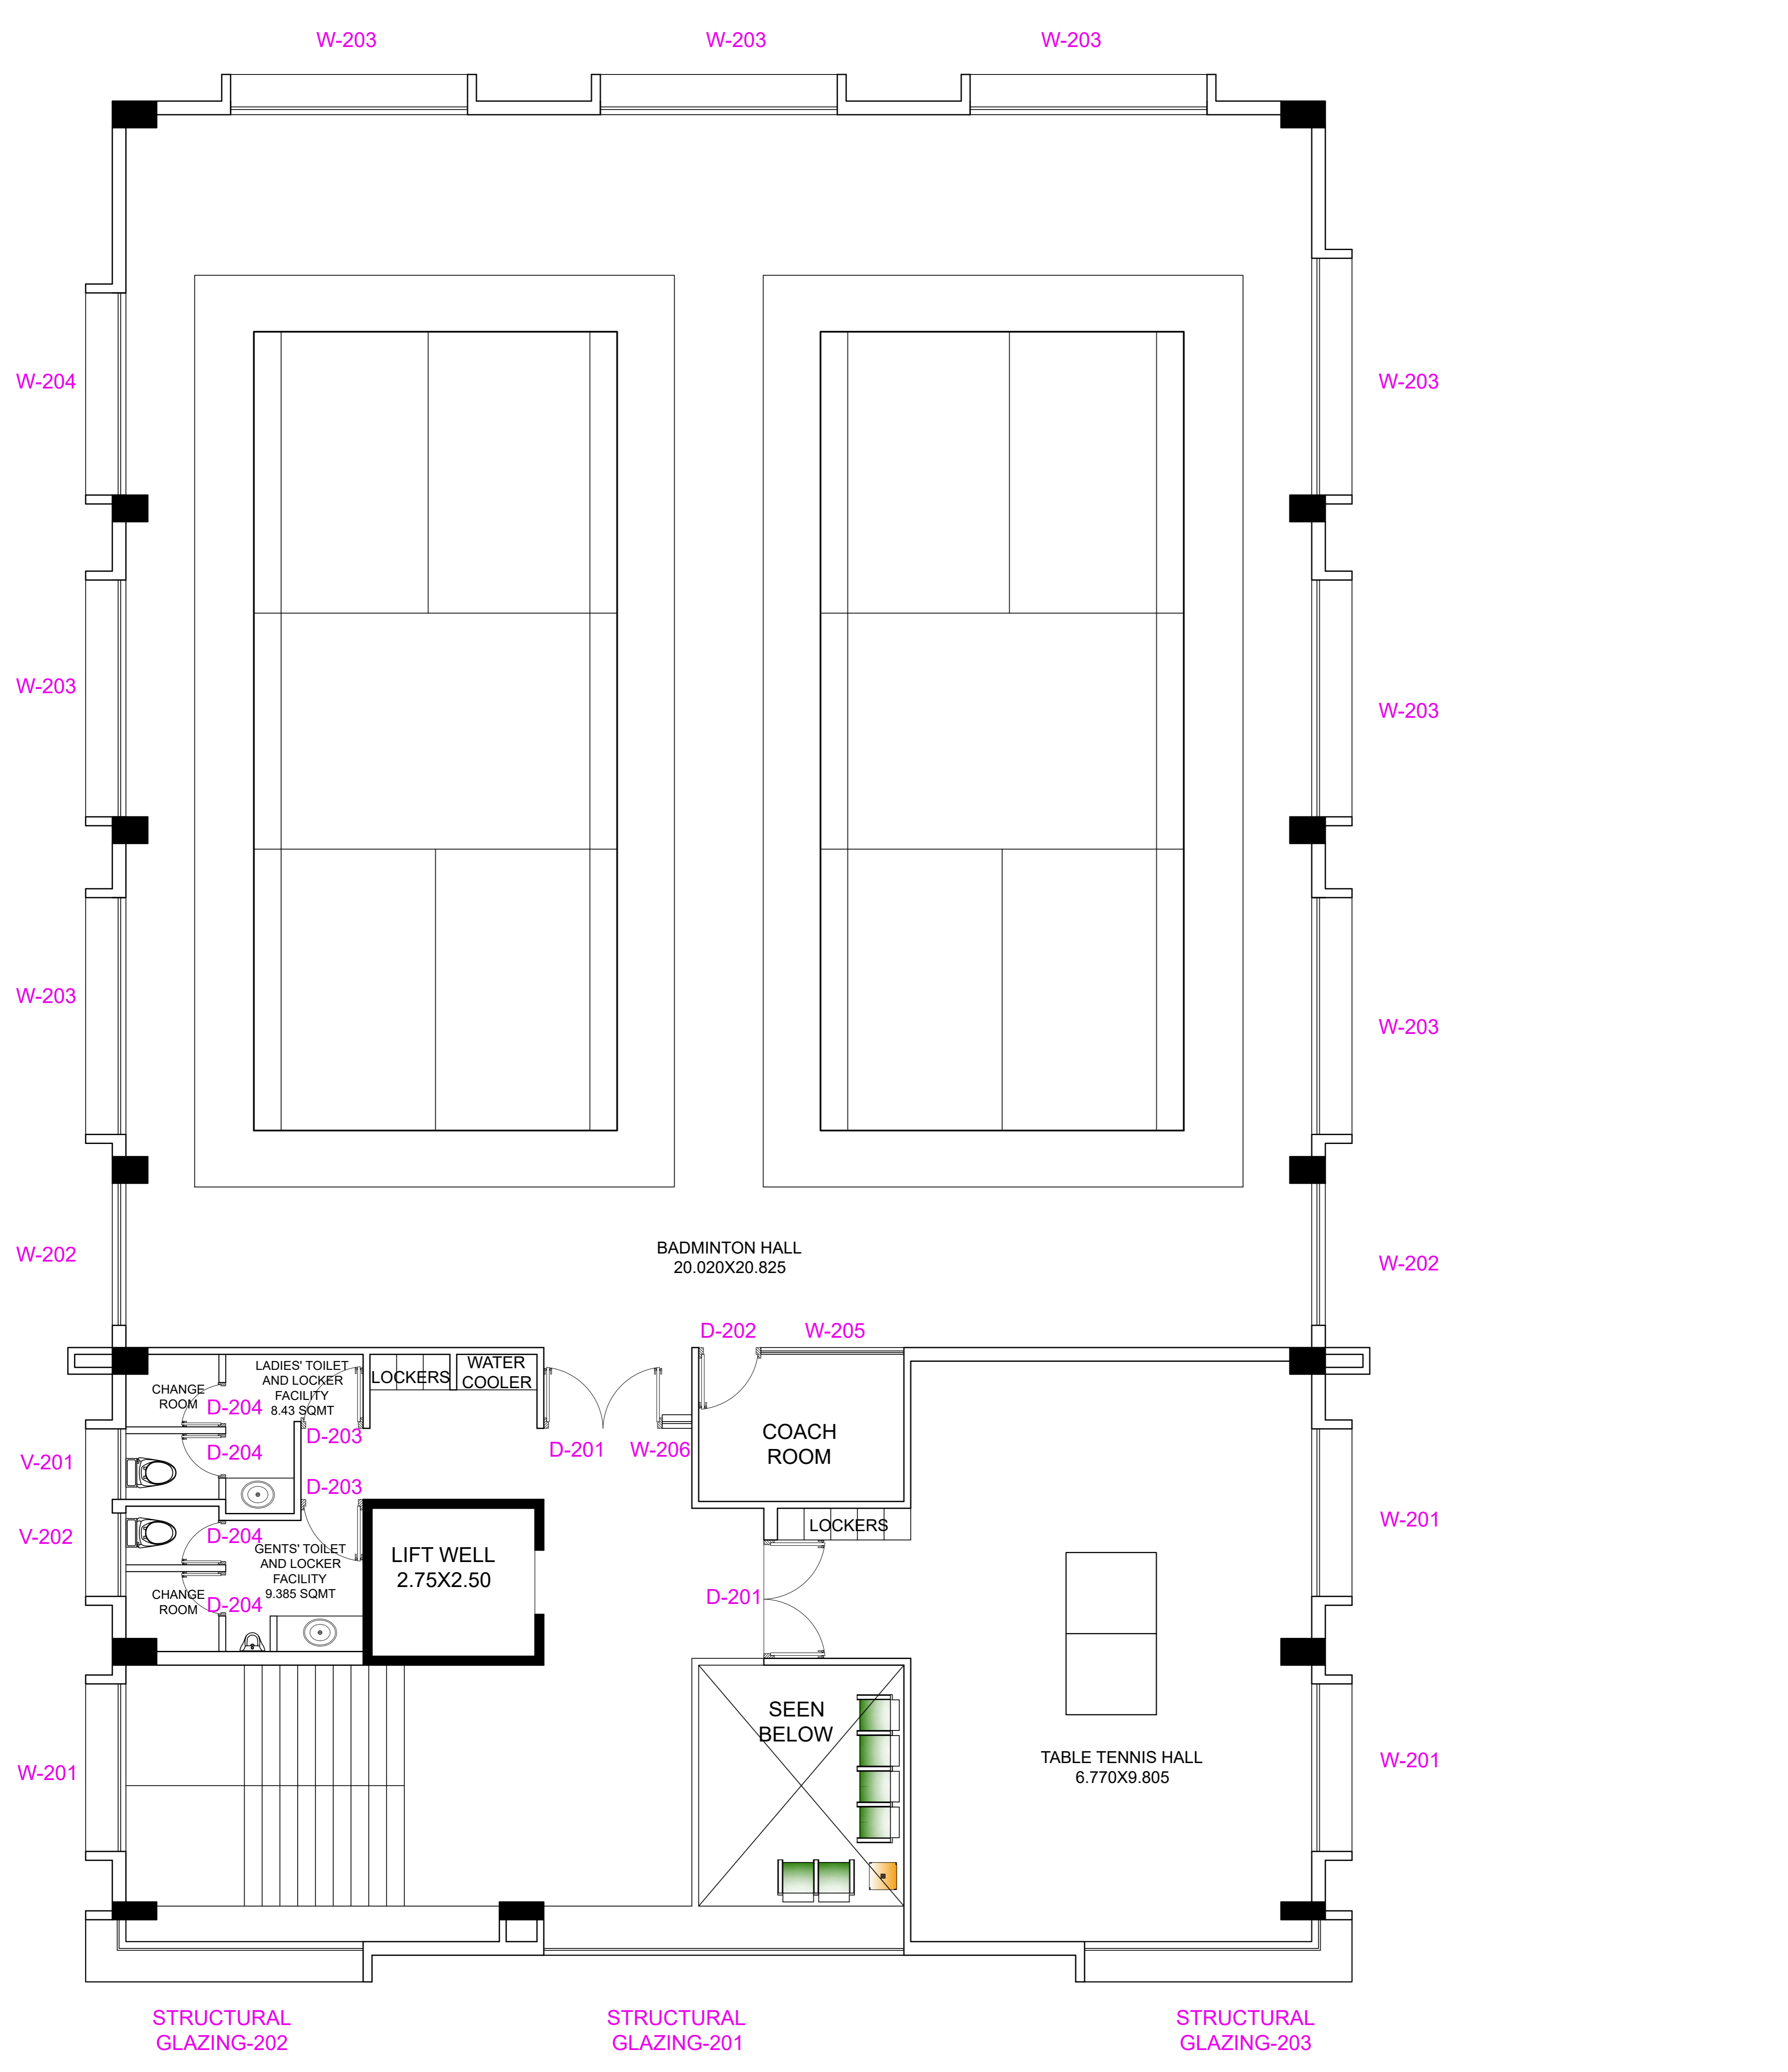 W-203
W-203
W-203
W-204
W-203
W-203
W-203
W-203
W-203
W-202
BADMINTON HALL
20.020X20.825
W-202
D-202
W-205
CHANGE
ROOM
D-204
LADIES' TOILET
AND LOCKER
FACILITY
8.43 SQMT
D-203
LOCKERS
WATER
COOLER
D-201
W-206
COACH
ROOM
V-201
D-204
D-203
LOCKERS
W-201
V-202
D-204
GENTS' TOILET
AND LOCKER
FACILITY
9.385 SQMT
LIFT WELL
2.75X2.50
CHANGE
ROOM
D-204
D-201
SEEN
BELOW
TABLE TENNIS HALL
6.770X9.805
W-201
W-201
STRUCTURAL
GLAZING-202
STRUCTURAL
GLAZING-201
STRUCTURAL
GLAZING-203